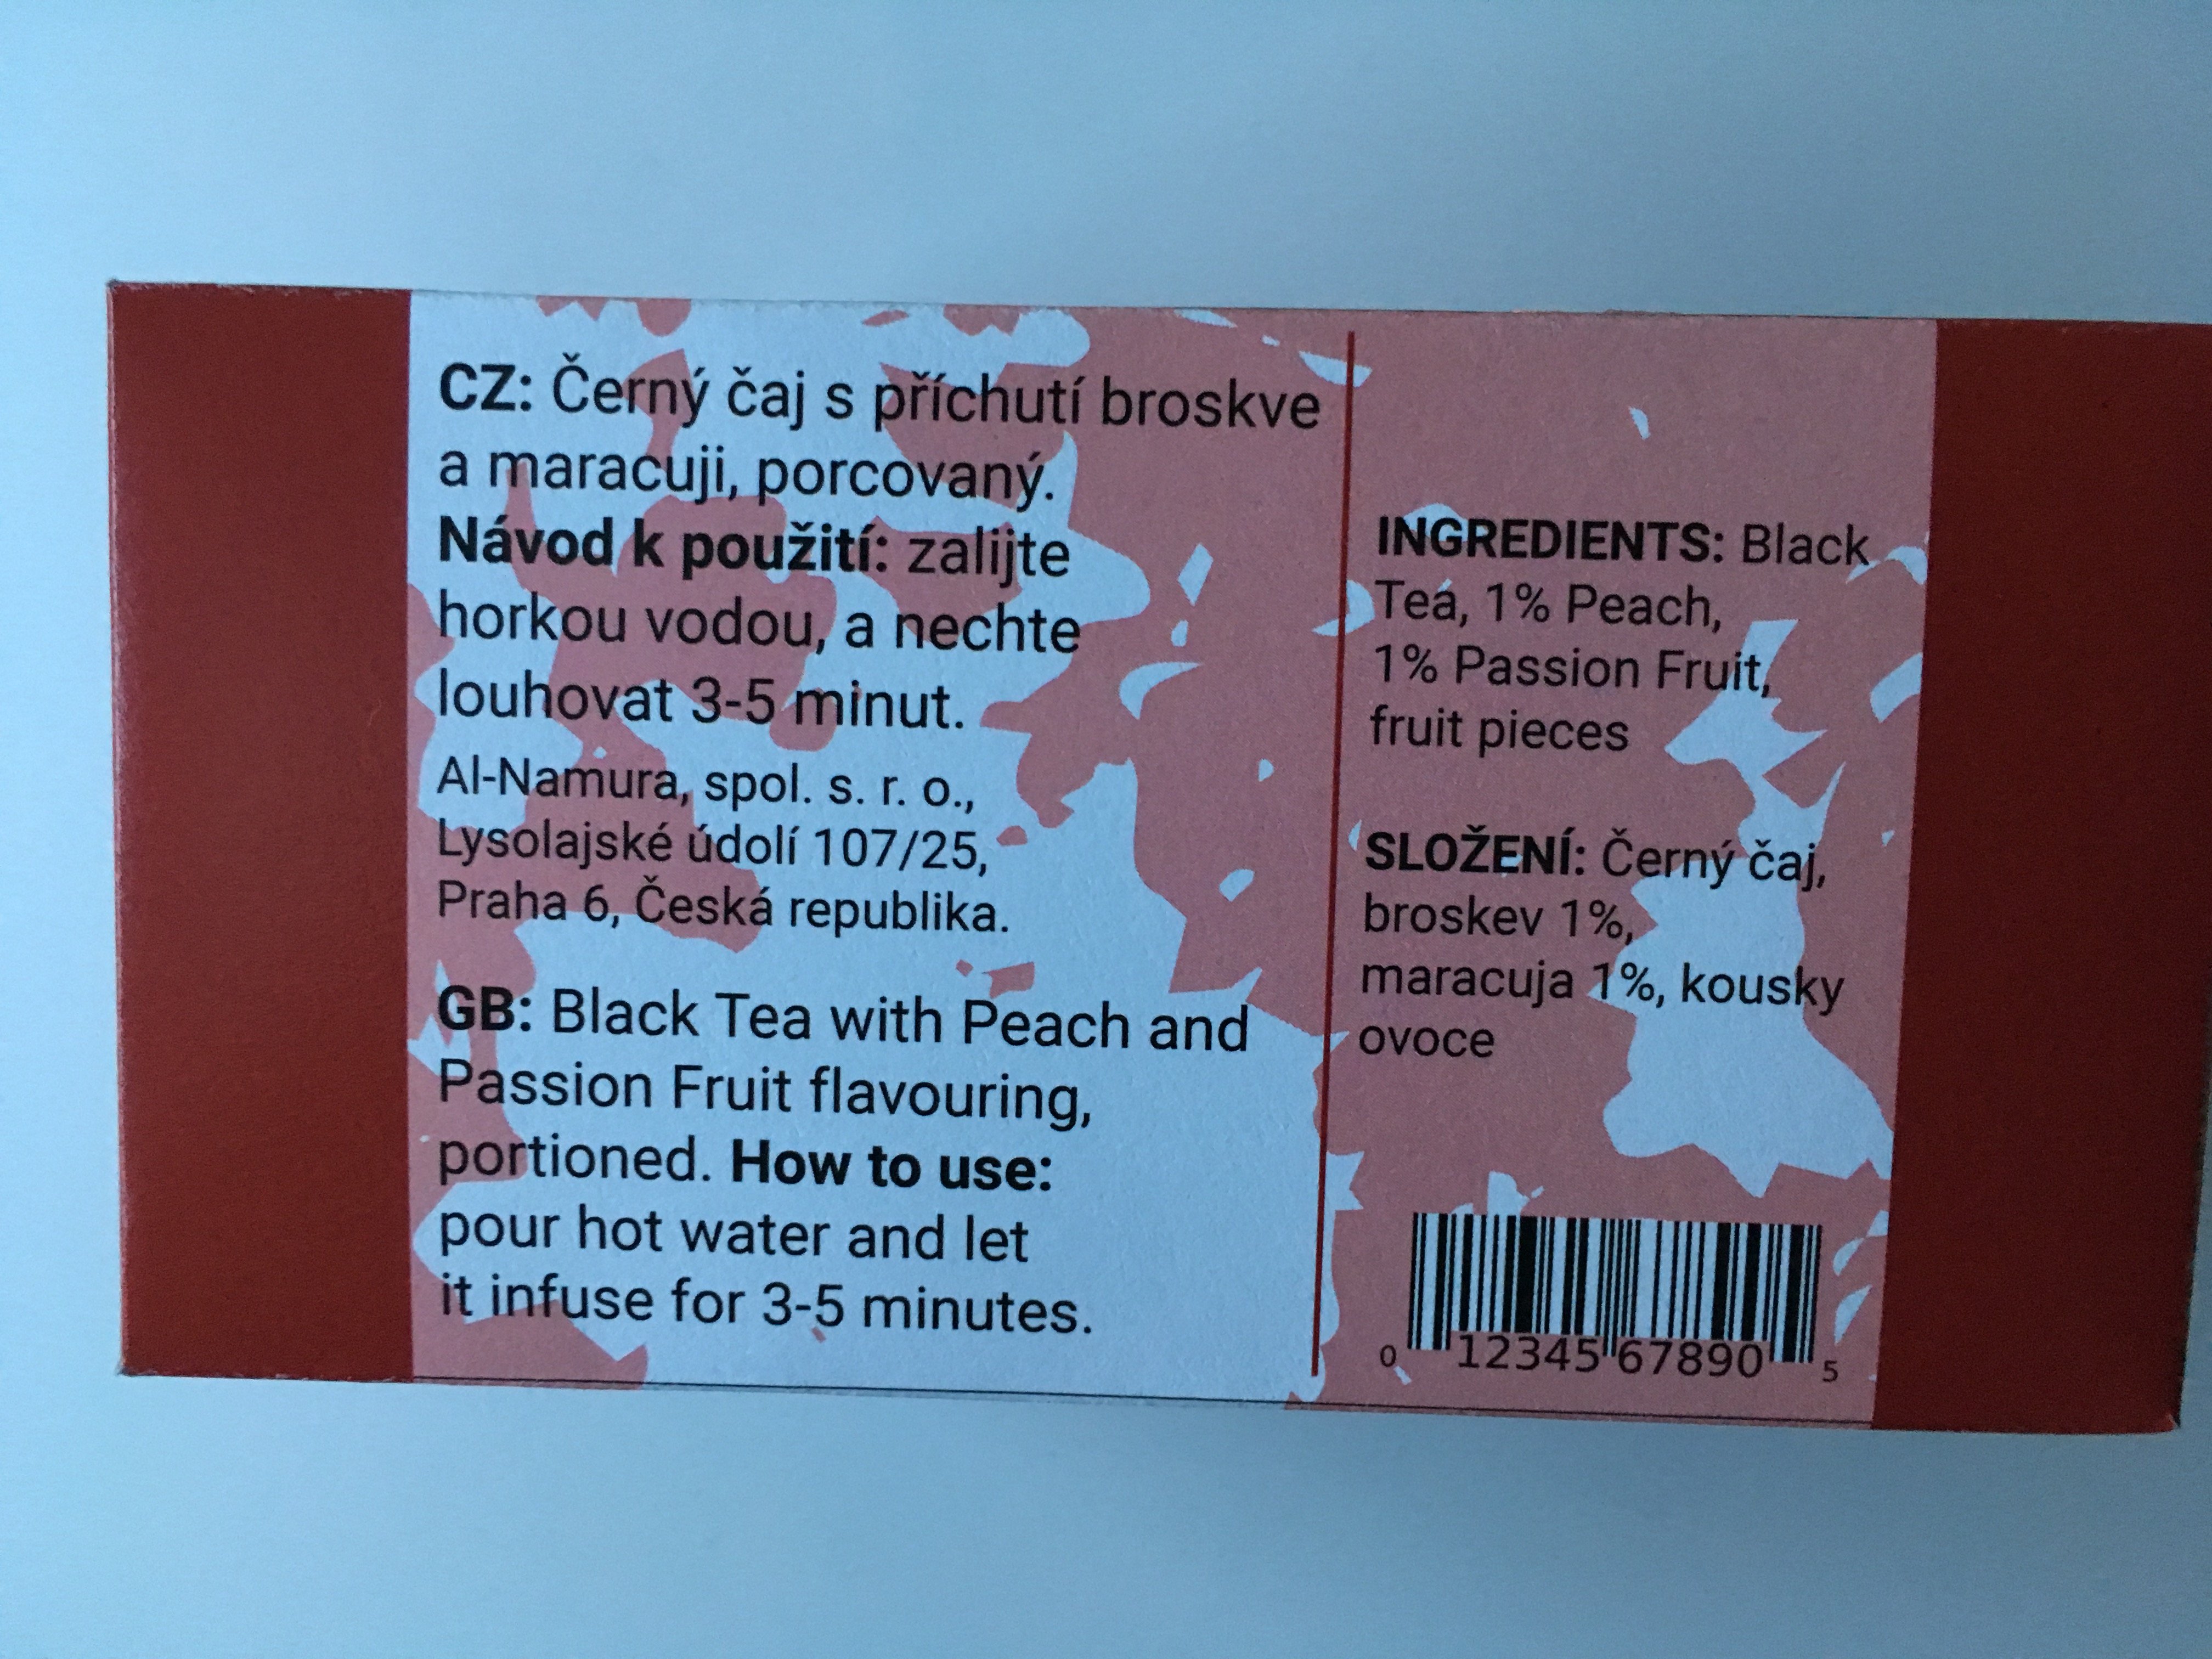 CZ: Černý čaj s příchutí broskve
a maracuji, porcovaný.
Návod k použití: zalijte
horkou vodou, a nechte
louhovat 3-5 minut.
Al-Namura, spol. s. r. o.,
Lysolajské údolí 107/25,
Praha 6, Česká republika.
GB: Black Tea with Peach and
Passion Fruit flavouring,
portioned. How to use:
pour hot water and let
it infuse for 3-5 minutes.
INGREDIENTS: Black
Teá, 1% Peach,
1% Passion Fruit,
fruit pieces
SLOŽENÍ: Černý čaj,
broskev 1%,
maracuja 1%, kousky
ovoce
0 12345 67890 5